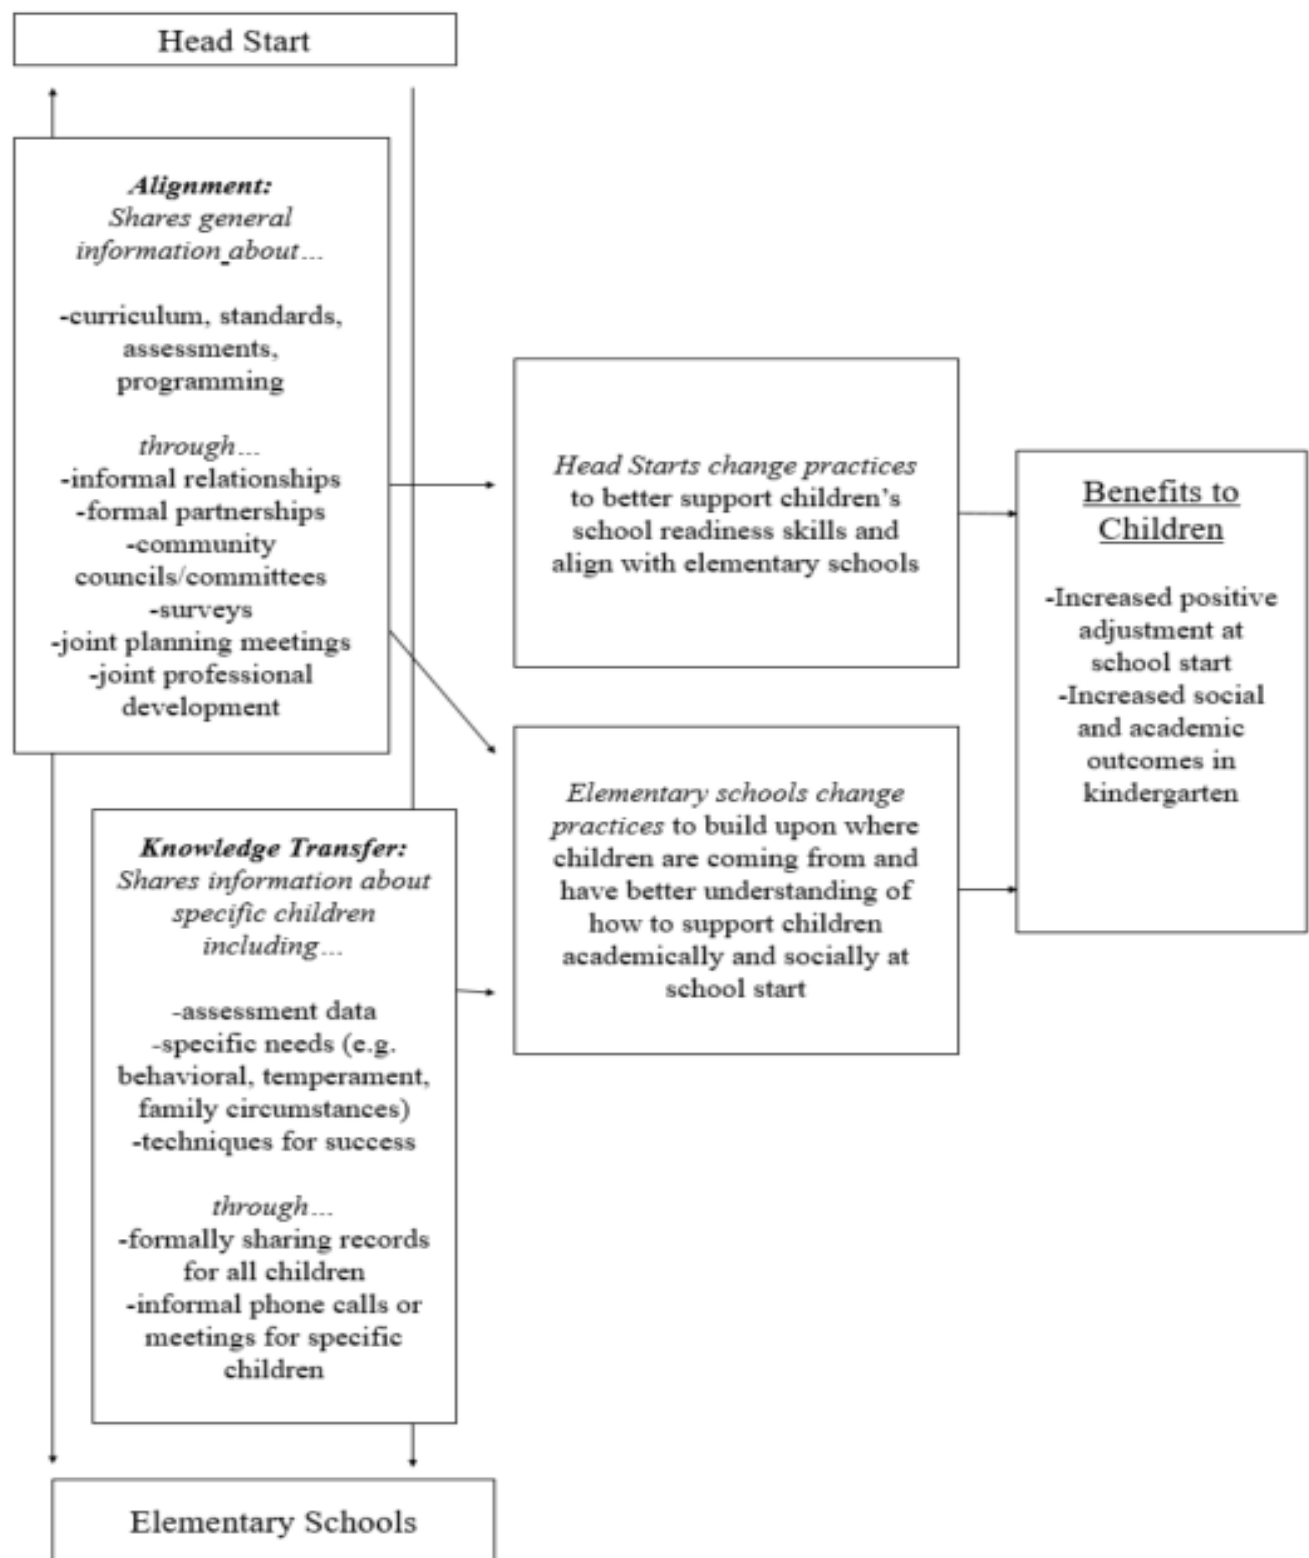 Head Start
Alignment:
Shares general
information about…
-curriculum, standards,
assessments,
programming
through…
-informal relationships
-formal partnerships
-community
councils/committees
-surveys
-joint planning meetings
-joint professional
development
Knowledge Transfer:
Shares information about
specific children
including…
-assessment data
-specific needs (e.g.
behavioral, temperament,
family circumstances)
-techniques for success
through…
-formally sharing records
for all children
-informal phone calls or
meetings for specific
children
Elementary Schools
Head Starts change practices
to better support children’s
school readiness skills and
align with elementary schools
Elementary schools change
practices to build upon where
children are coming from and
have better understanding of
how to support children
academically and socially at
school start
Benefits to
Children
-Increased positive
adjustment at
school start
-Increased social
and academic
outcomes in
kindergarten